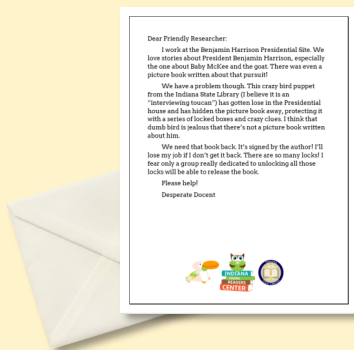 Dear Friendly Researcher:
I work at the Benjamin Harrison Presidential Site. We
love stories about President Benjamin Harrison, especially
the one about Baby McKee and the goat. There was even a
picture book written about that pursuit!
We have a problem though. This crazy bird puppet
from the Indiana State Library (I believe it is an
"interviewing toucan") has gotten lose in the Presidential
house and has hidden the picture book away, protecting it
with a series of locked boxes and crazy clues. I think that
dumb bird is jealous that there's not a picture book written
about him.
We need that book back. It's signed by the author! I'll
lose my job if I don't get it back. There are so many locks! I
fear only a group really dedicated to unlocking all those
locks will be able to release the book.
Please help!
Desperate Docent
INDIANA
READERS
CENTER